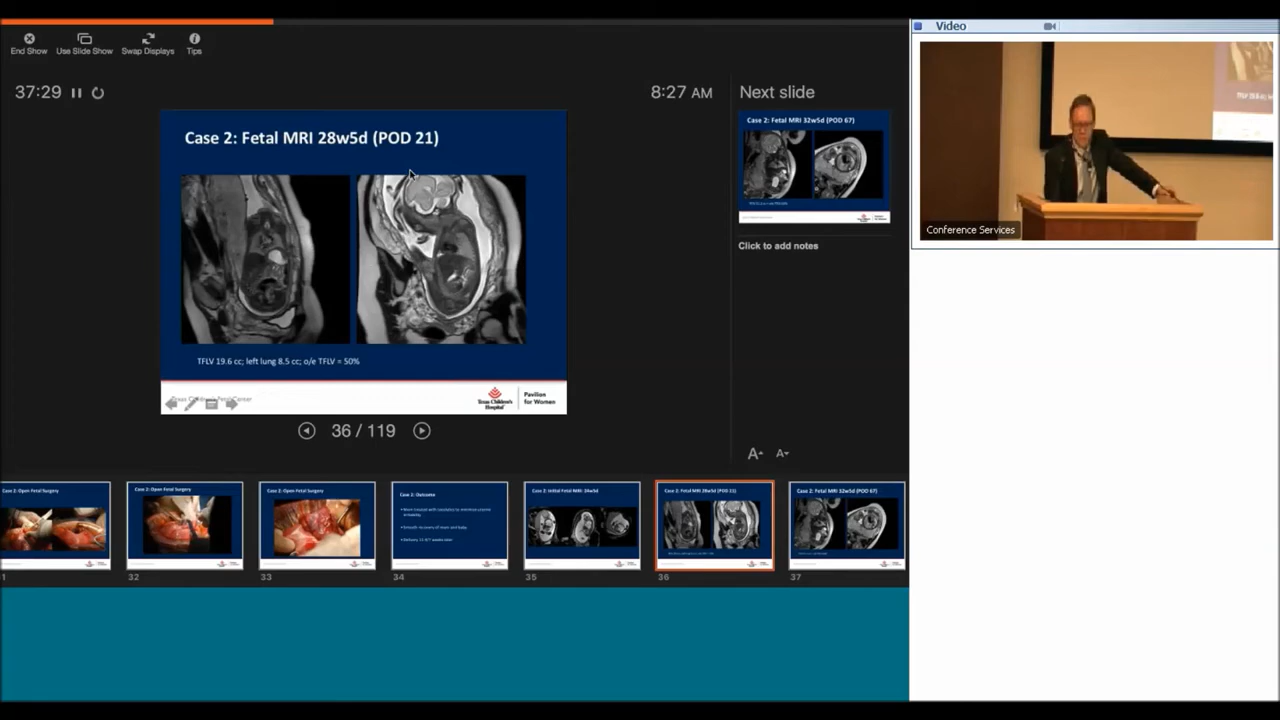 End Show
Use Slide Show
Swap Displays
Tips
37:29
8:27 AM
Case 2: Fetal MRI 28w5d (POD 21)
TFLV 19.6 cc; left lung 8.5 cc; o/e TFLV = 50%
Texas Children's
Hospital
Pavilion
for Women
36 / 119
Next slide
Case 2: Fetal MRI 32w5d (POD 67)
Click to add notes
A
A
Case 2: Open Fetal Surgery
Case 2: Open Fetal Surgery
32
Case 2: Open Fetal Surgery
33
Case 2: Outcome
34
Case 2: Initial Fetal MRI
35
Case 2: Fetal MRI 28w5d (POD 21)
36
Case 2: Fetal MRI 32w5d (POD 67)
37
Video
Conference Services